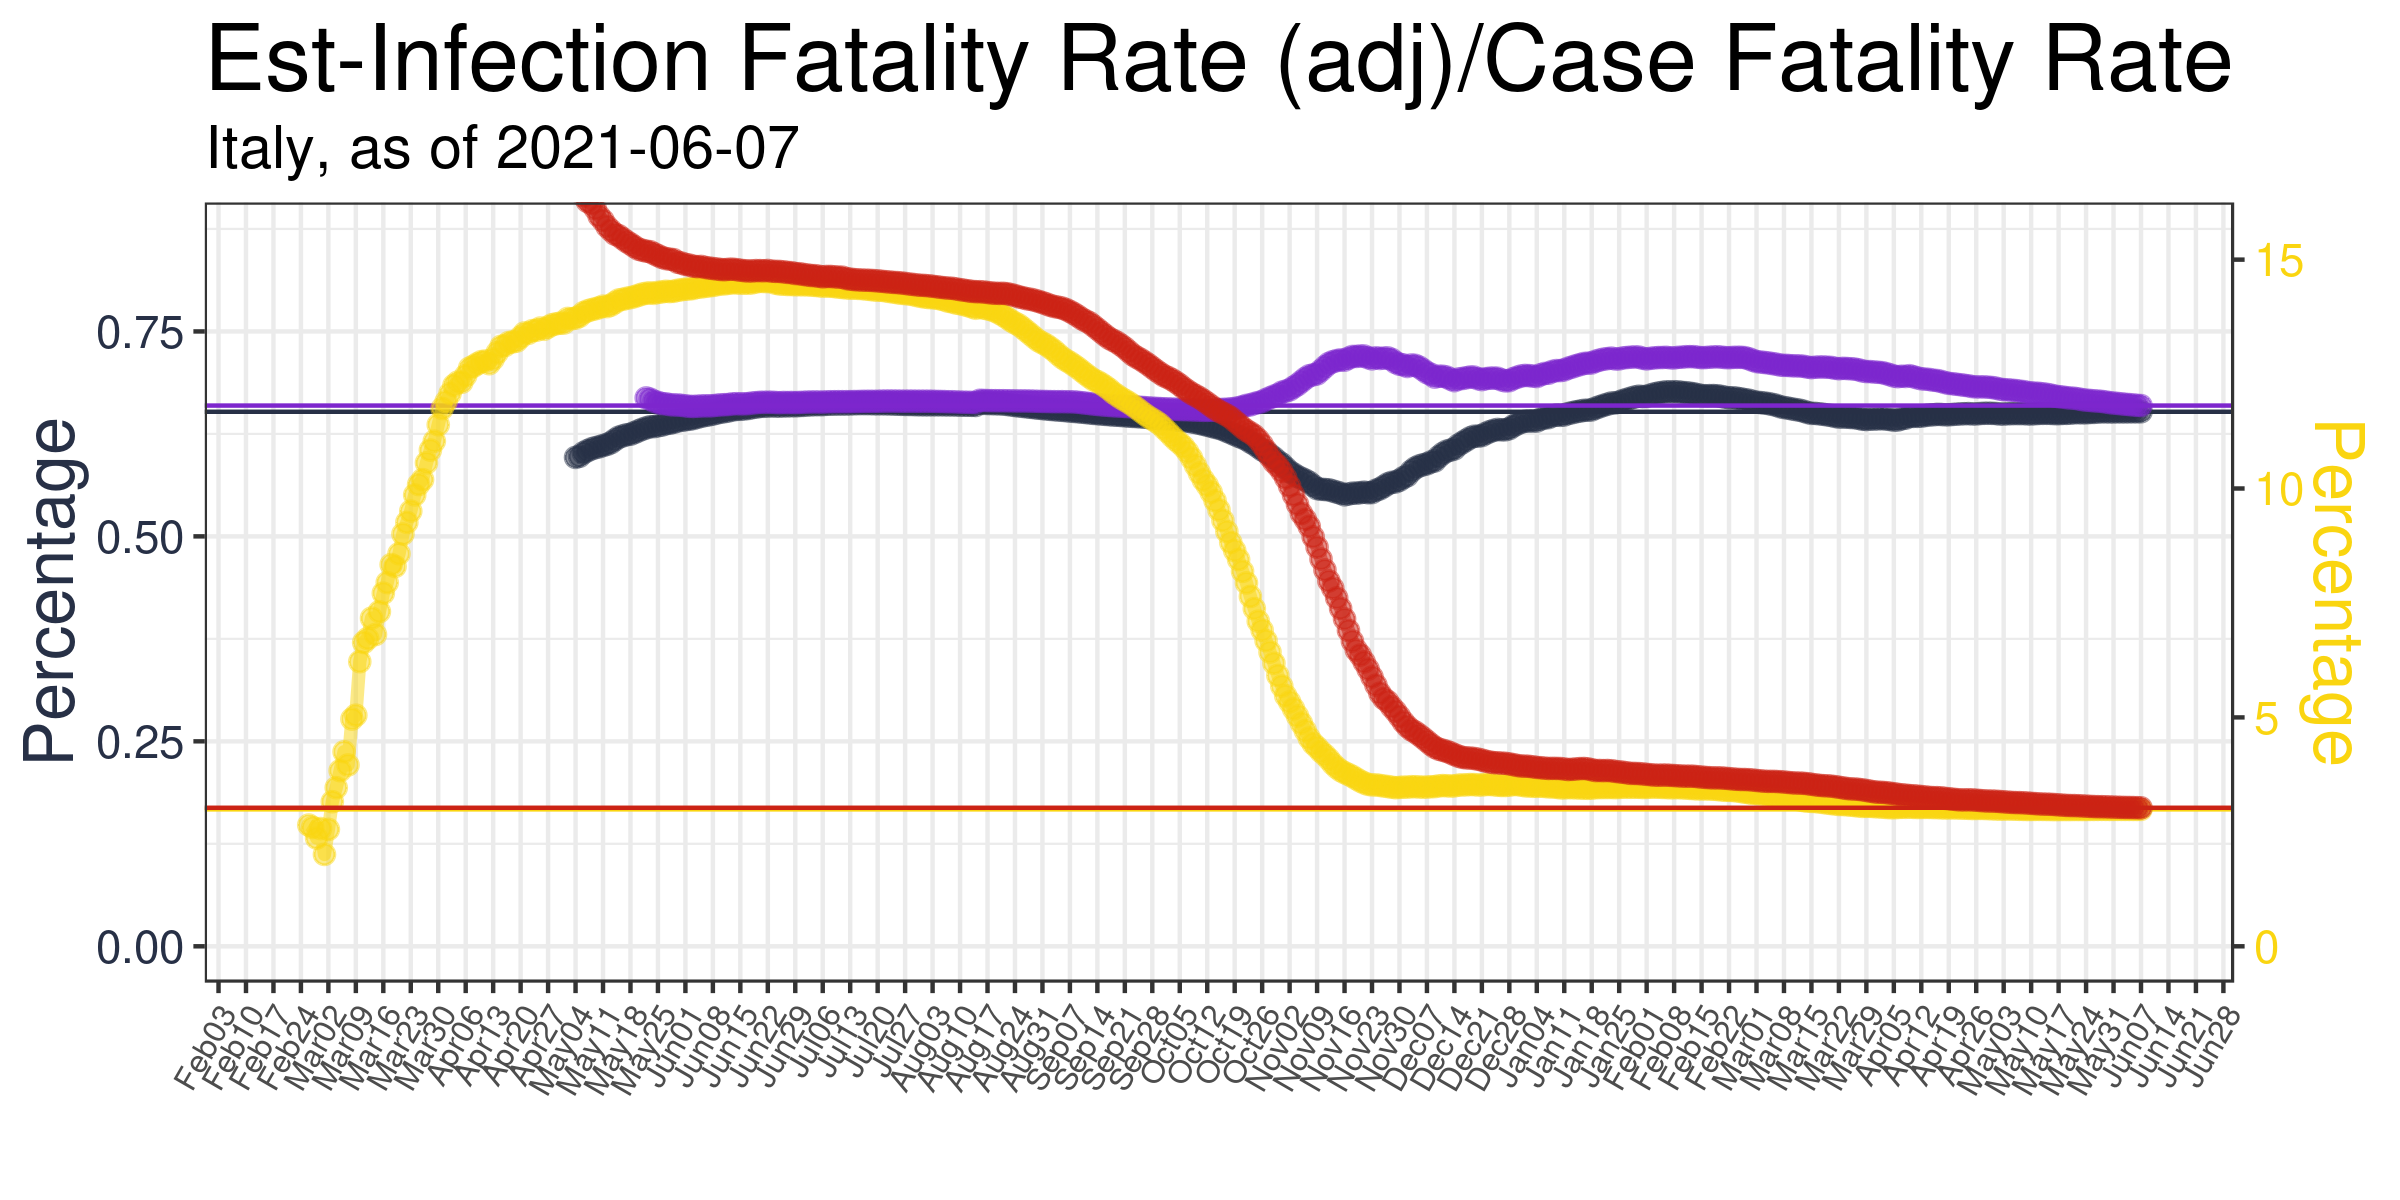 Est-Infection Fatality Rate (adj)/Case Fatality Rate
Italy, as of 2021-06-07
Percentage
0.75
0.50
0.25
0.00
15
10
5
0
Percentage
Feb03
Feb10
Feb17
Feb24
Mar02
Mar09
Mar16
Mar23
Mar30
Apr06
Apr13
Apr20
Apr27
May04
May11
May18
May25
Jun01
Jun08
Jun15
Jun22
Jun29
Jul06
Jul13
Jul20
Jul27
Aug03
Aug10
Aug17
Aug24
Aug31
Sep07
Sep14
Sep21
Sep28
Oct05
Oct12
Oct19
Oct26
Nov02
Nov09
Nov16
Nov23
Nov30
Dec07
Dec14
Dec21
Dec28
Jan04
Jan11
Jan18
Jan25
Feb01
Feb08
Feb15
Feb22
Mar01
Mar08
Mar15
Mar22
Mar29
Apr05
Apr12
Apr19
Apr26
May03
May10
May17
May24
May31
Jun07
Jun14
Jun21
Jun28